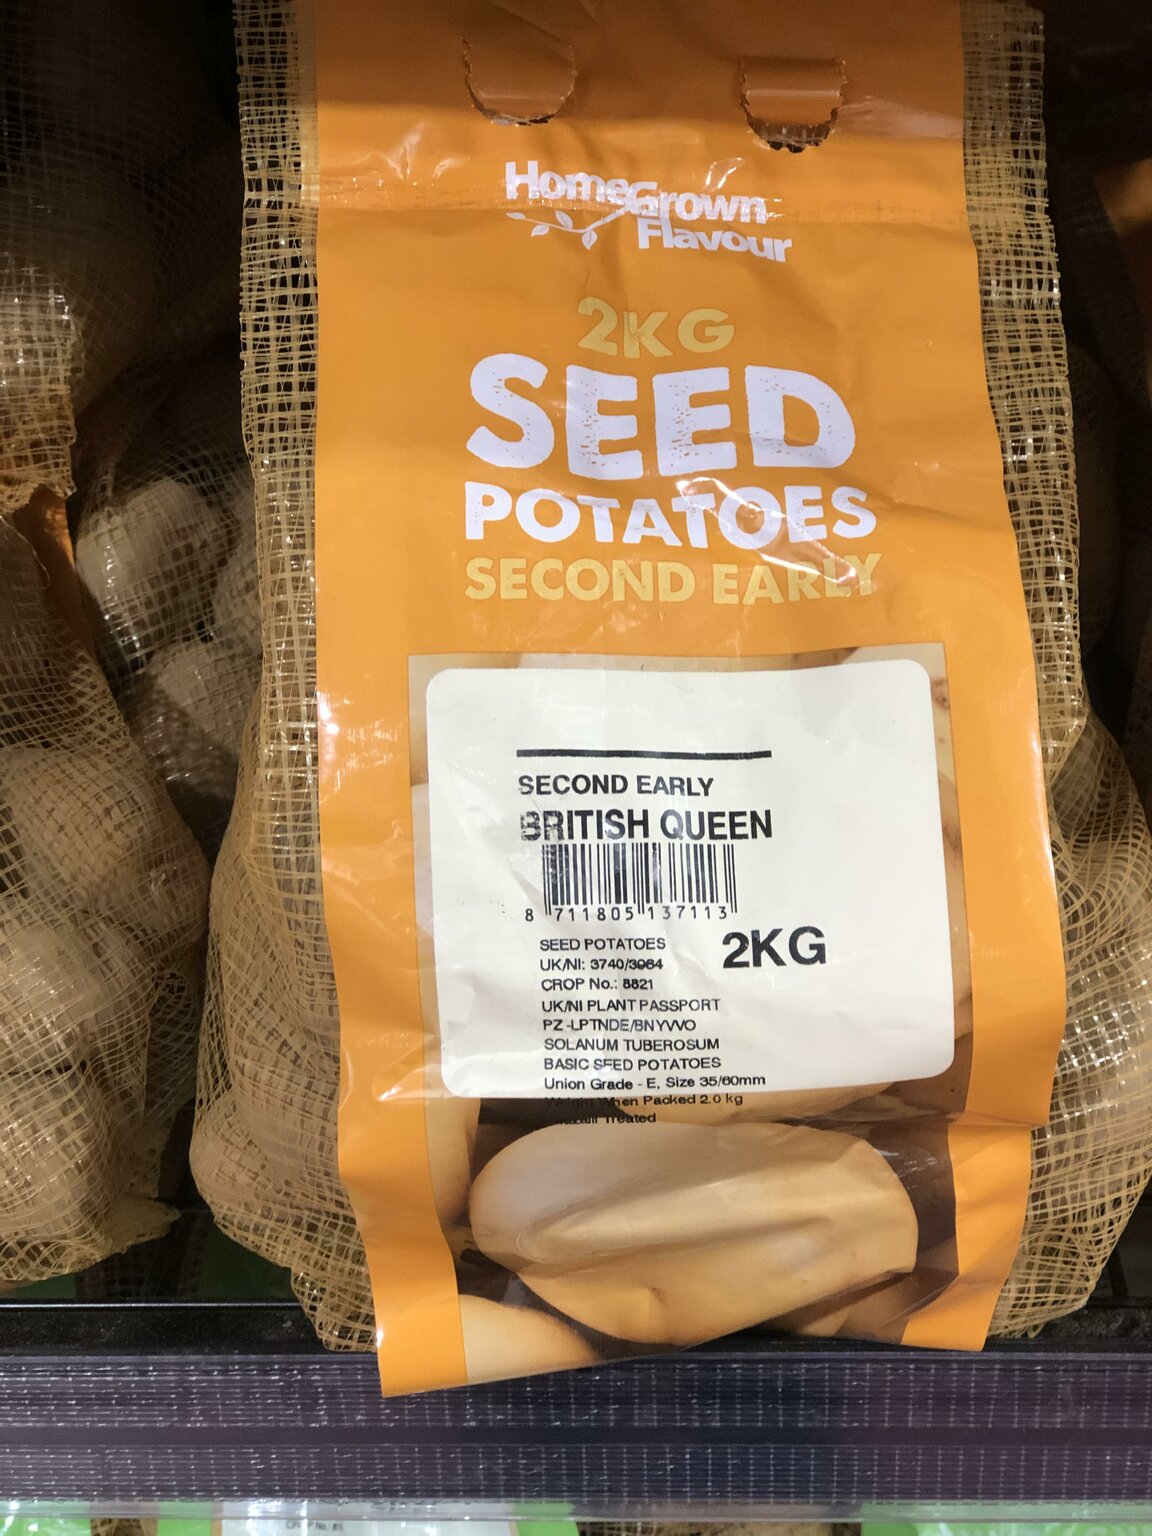 HomeGrown
Flavour
2KG
SEED
POTATOES
SECOND EARLY
SECOND EARLY
BRITISH QUEEN
8 711805 137113
2KG
SEED POTATOES
UK/NI: 3740/3964
CROP No.: 8821
UK/NI PLANT PASSPORT
PZ-LPTNDE/BNYVVO
SOLANUM TUBEROSUM
BASIC SEED POTATOES
Union Grade - E, Size 35/60mm
Weight When Packed 2.0 kg
Treated